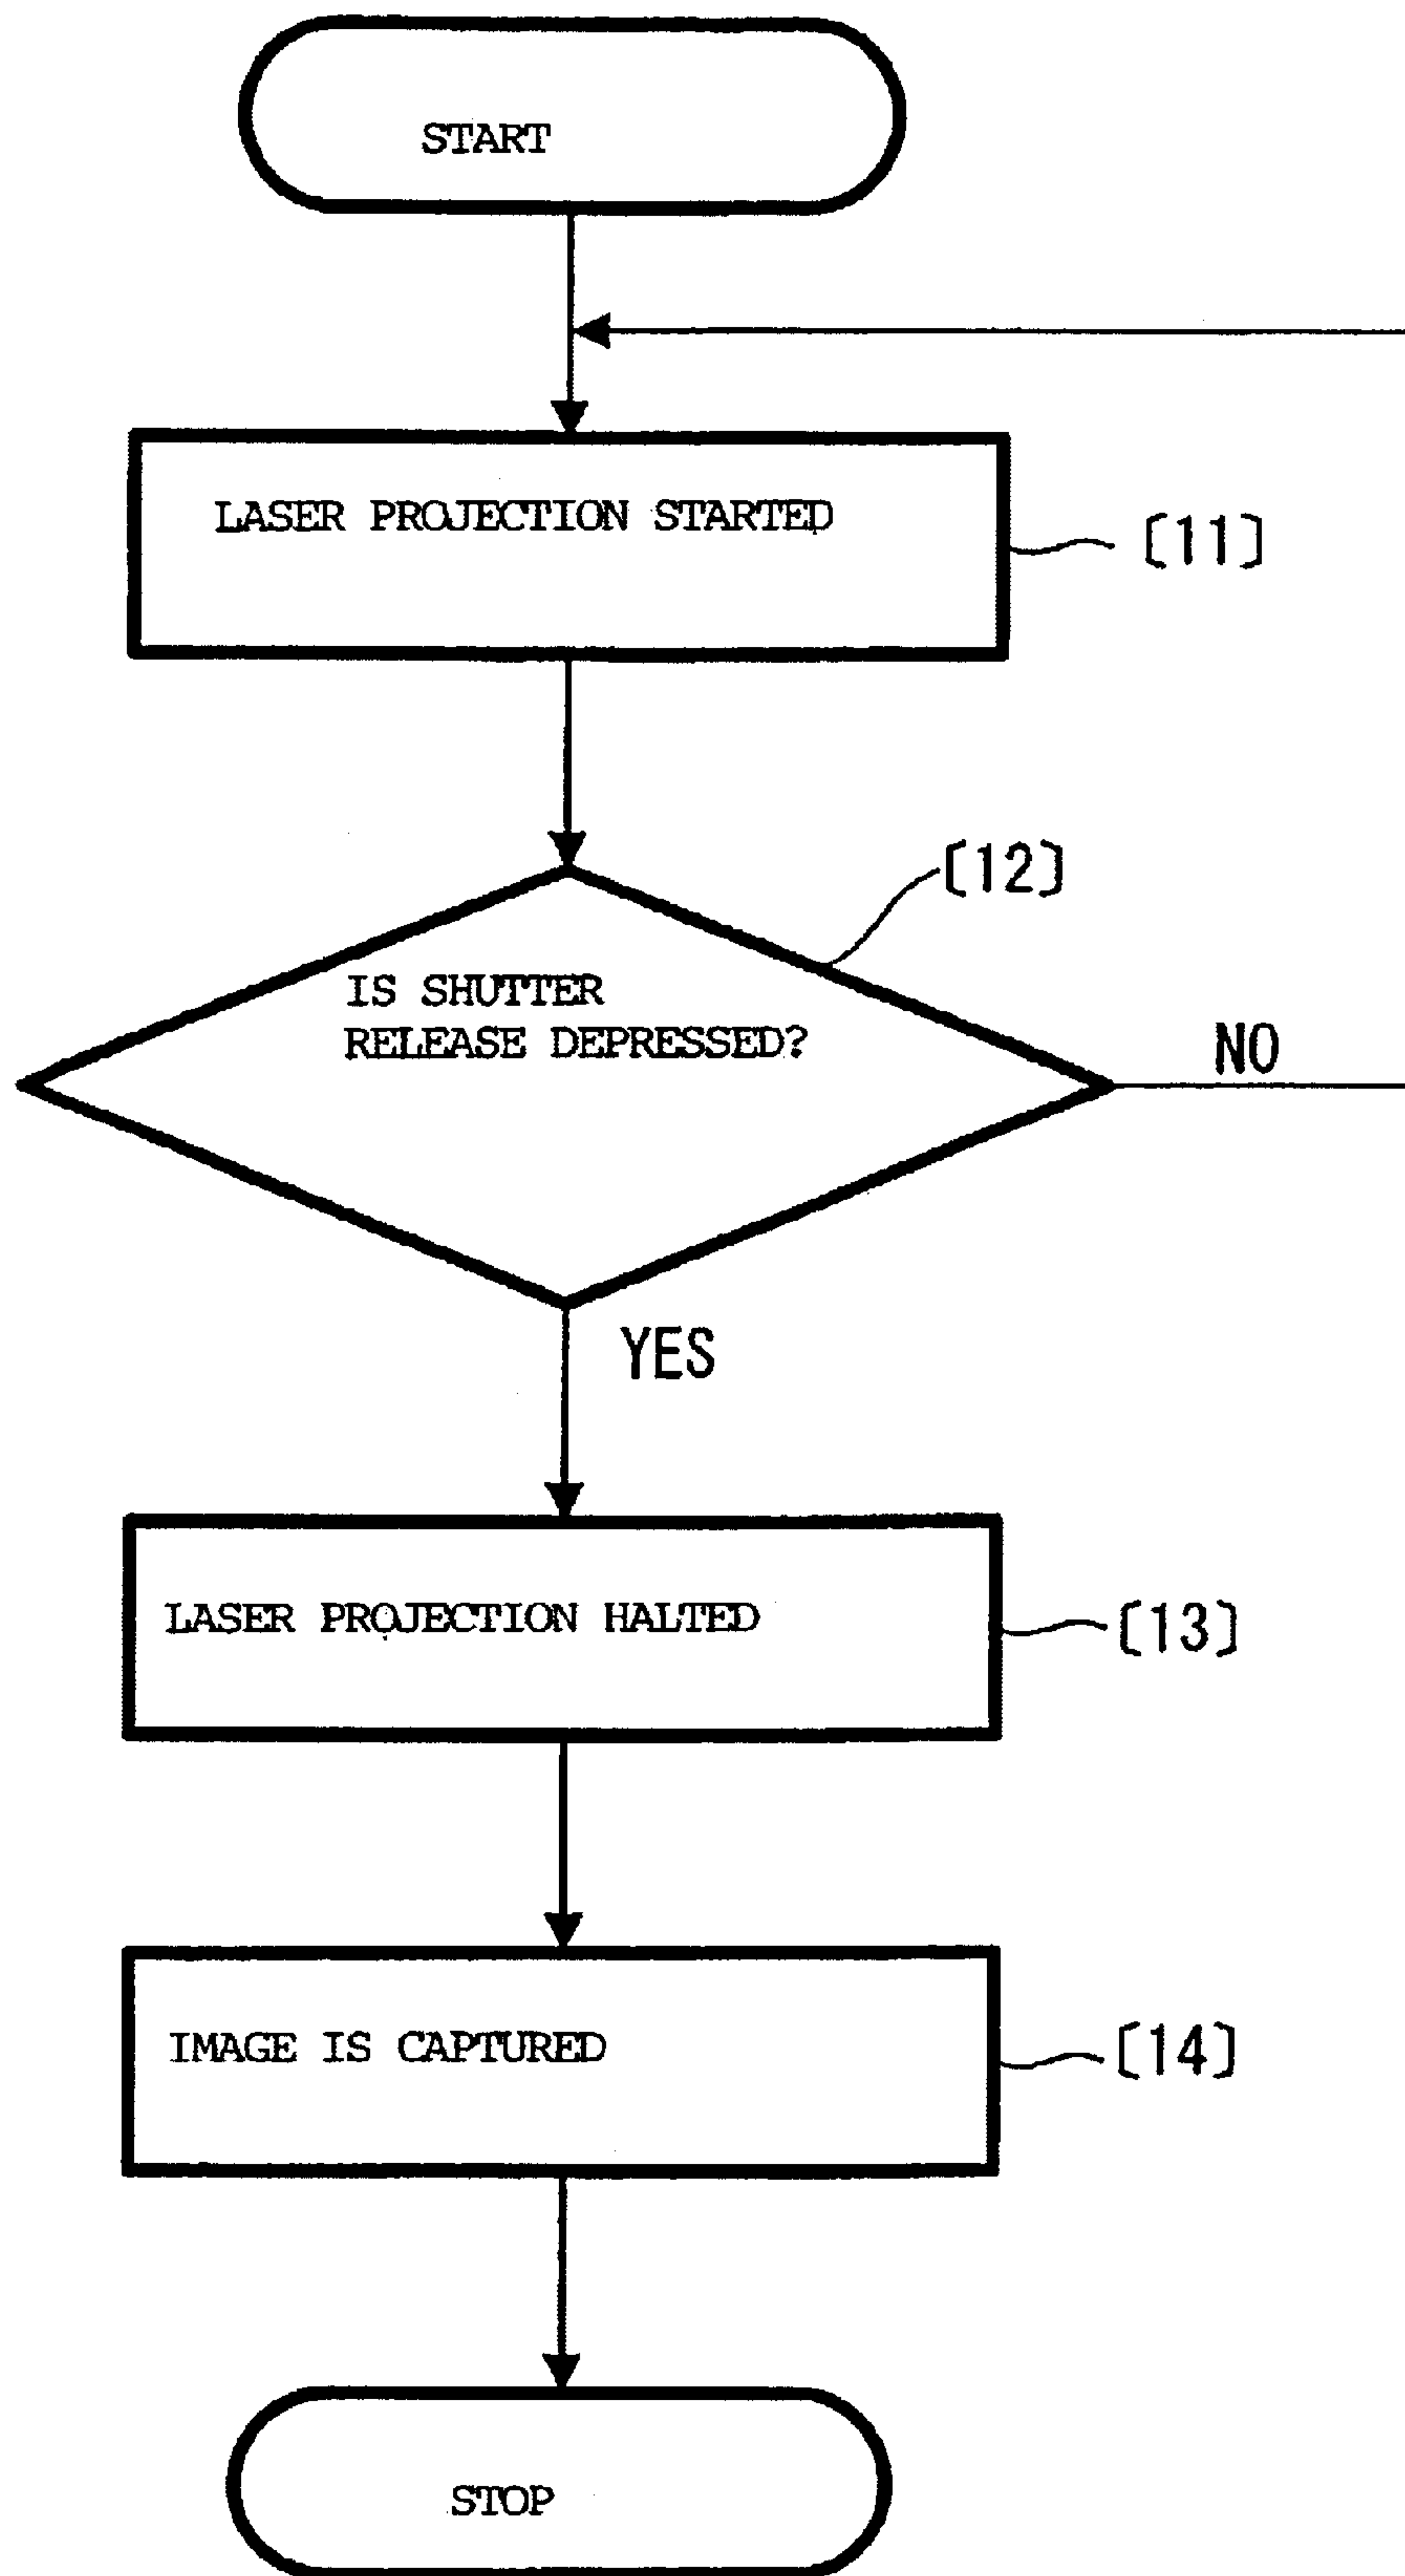 START
LASER PROJECTION STARTED
〔11〕
〔12〕
IS SHUTTER
RELEASE DEPRESSED?
NO
YES
LASER PROJECTION HALTED
〔13〕
IMAGE IS CAPTURED
〔14〕
STOP